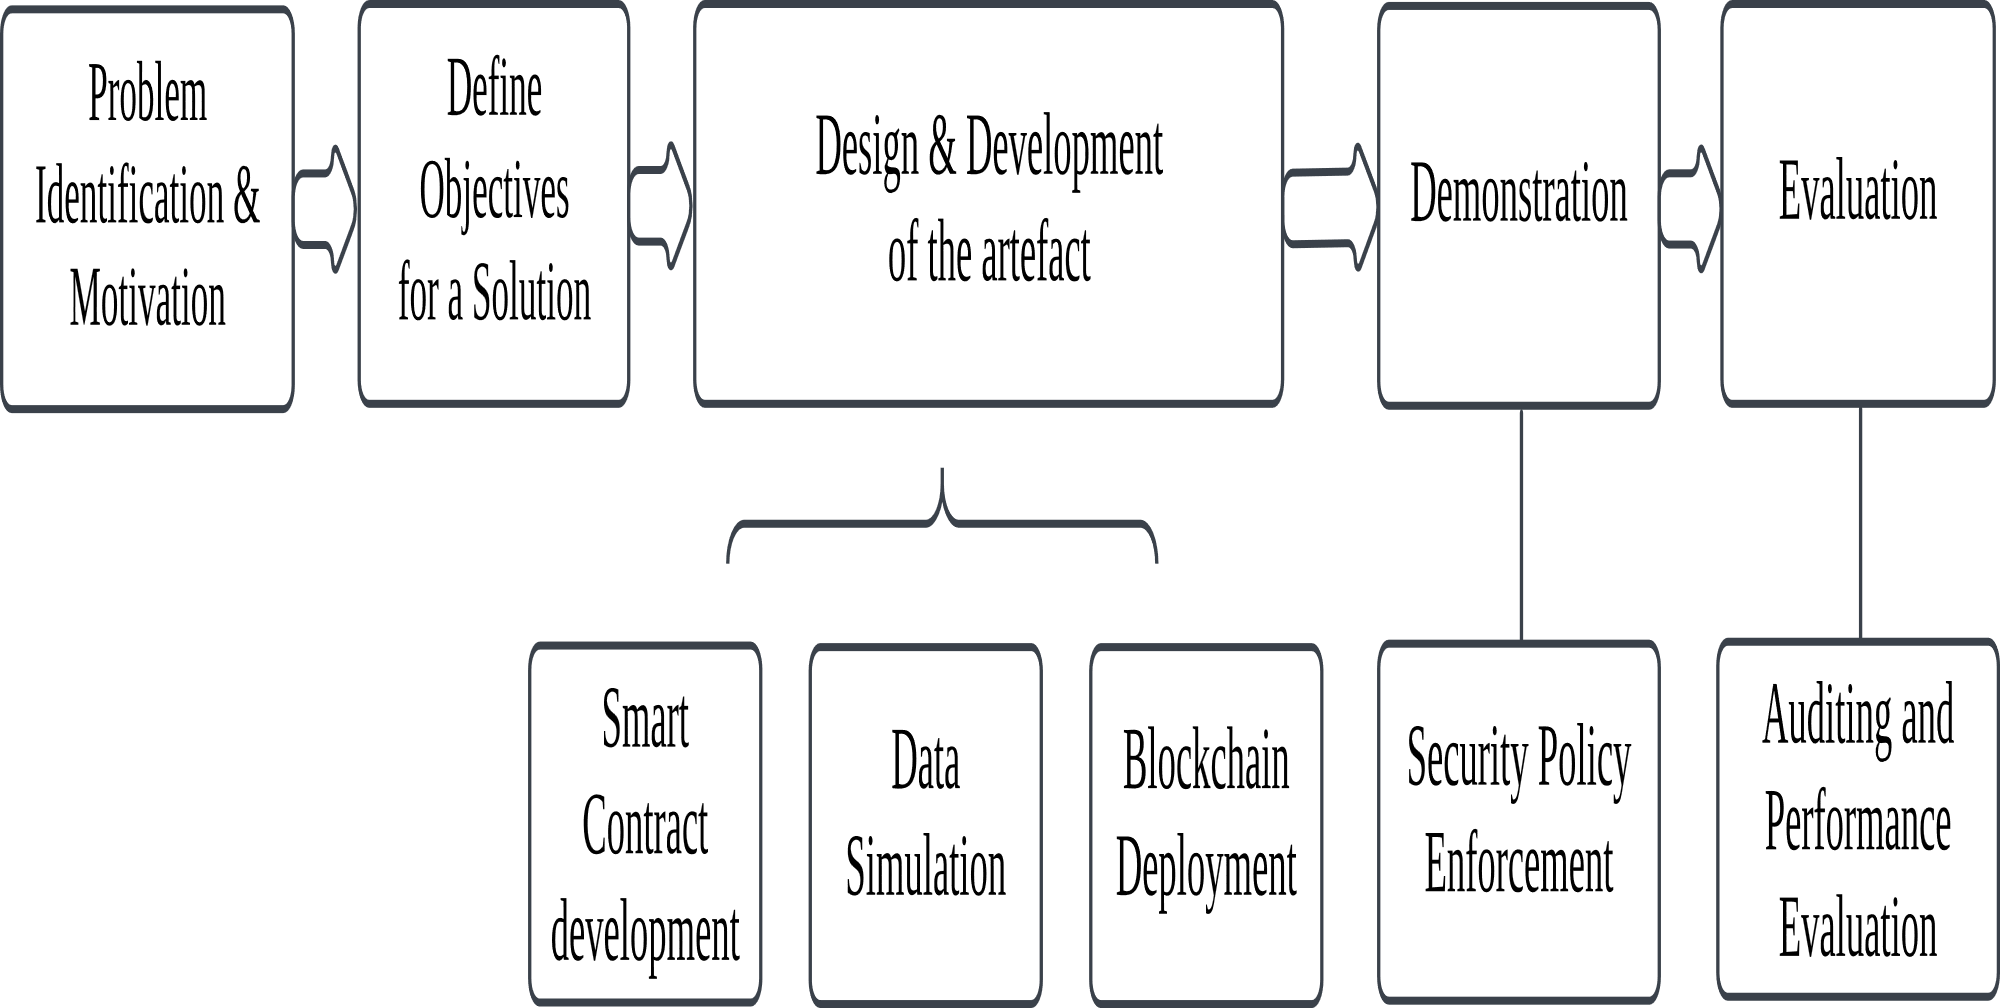 Problem
Identification &
Motivation
Define
Objectives
for a Solution
Design & Development
of the artefact
Demonstration
Evaluation
Smart
Contract
development
Data
Simulation
Blockchain
Deployment
Security Policy
Enforcement
Auditing and
Performance
Evaluation